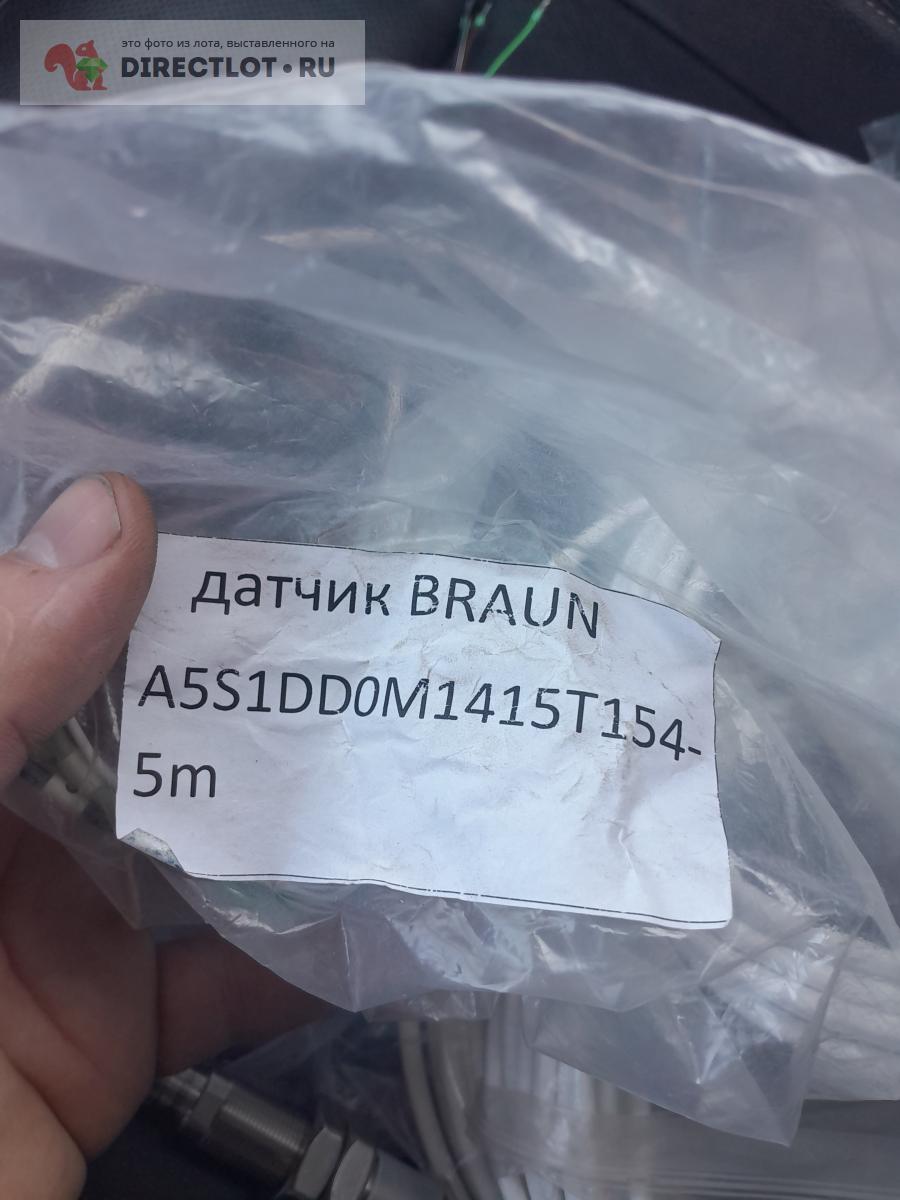 это фото из лота, выставленного на
DIRECTLOT•RU
датчик BRAUN
A5S1DD0M1415T154-
5m